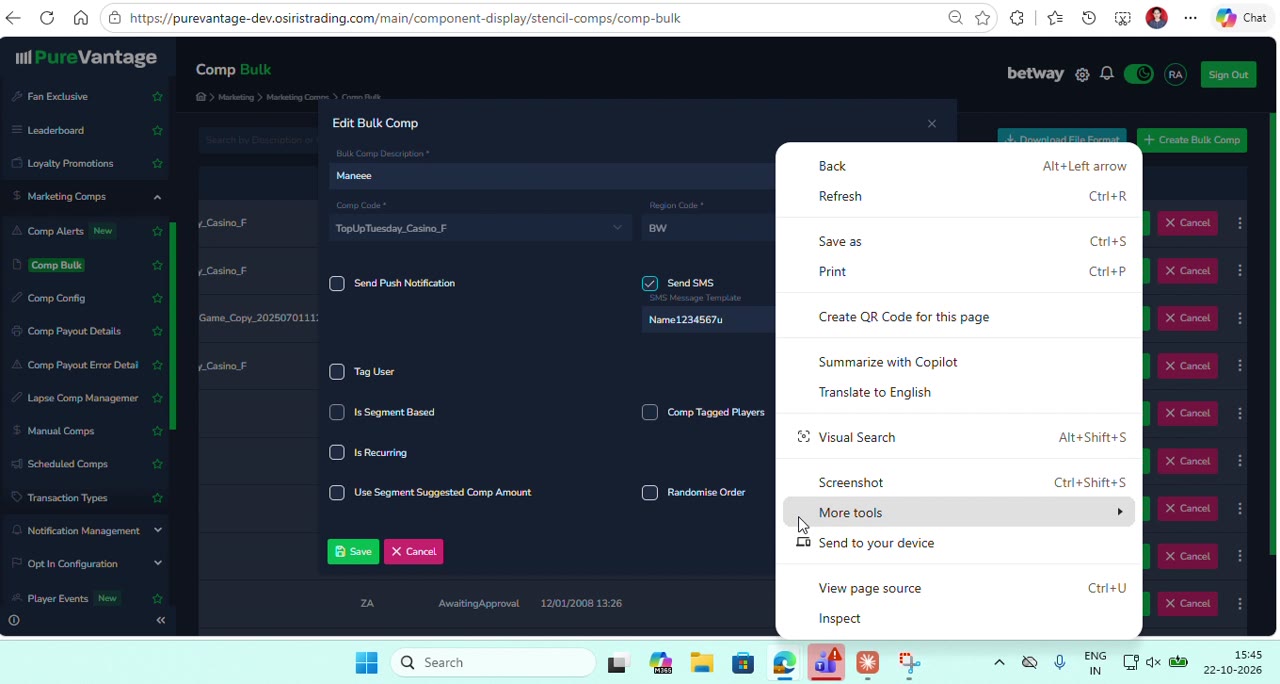 https://purevantage-dev.osiristrading.com/main/component-display/stencil-comps/comp-bulk
Chat
PureVantage
Comp Bulk
Marketing > Marketing Comps > Comp Bulk
betway
RA
Sign Out
Fan Exclusive
Leaderboard
Loyalty Promotions
Marketing Comps
Comp Alerts New
Comp Bulk
Comp Config
Comp Payout Details
Comp Payout Error Detai
Lapse Comp Managemer
Manual Comps
Scheduled Comps
Transaction Types
Notification Management
Opt In Configuration
Player Events New
Search by Description or
Download File Format
Create Bulk Comp
y_Casino_F
y_Casino_F
Game_Copy_2025070111
y_Casino_F
Cancel
Cancel
Cancel
Cancel
Cancel
Cancel
Cancel
Cancel
Cancel
ZA AwaitingApproval 12/01/2008 13:26
Edit Bulk Comp
Bulk Comp Description *
Maneee
Comp Code * Region Code *
TopUpTuesday_Casino_F BW
Send Push Notification Send SMS
SMS Message Template
Name1234567u
Tag User
Is Segment Based Comp Tagged Players
Is Recurring
Use Segment Suggested Comp Amount Randomise Order
Save Cancel
Back Alt+Left arrow
Refresh Ctrl+R
Save as Ctrl+S
Print Ctrl+P
Create QR Code for this page
Summarize with Copilot
Translate to English
Visual Search Alt+Shift+S
Screenshot Ctrl+Shift+S
More tools
Send to your device
View page source Ctrl+U
Inspect
Search
M365
ENG
IN
15:45
22-10-2026